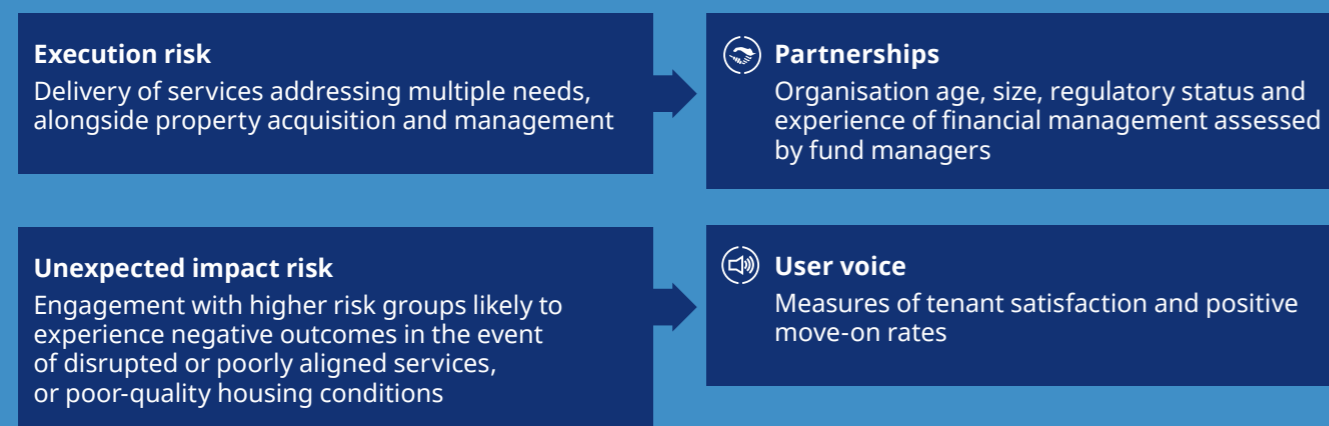 Execution risk
Delivery of services addressing multiple needs,
alongside property acquisition and management
Partnerships
Organisation age, size, regulatory status and
experience of financial management assessed
by fund managers
Unexpected impact risk
Engagement with higher risk groups likely to
experience negative outcomes in the event
of disrupted or poorly aligned services,
or poor-quality housing conditions
User voice
Measures of tenant satisfaction and positive
move-on rates